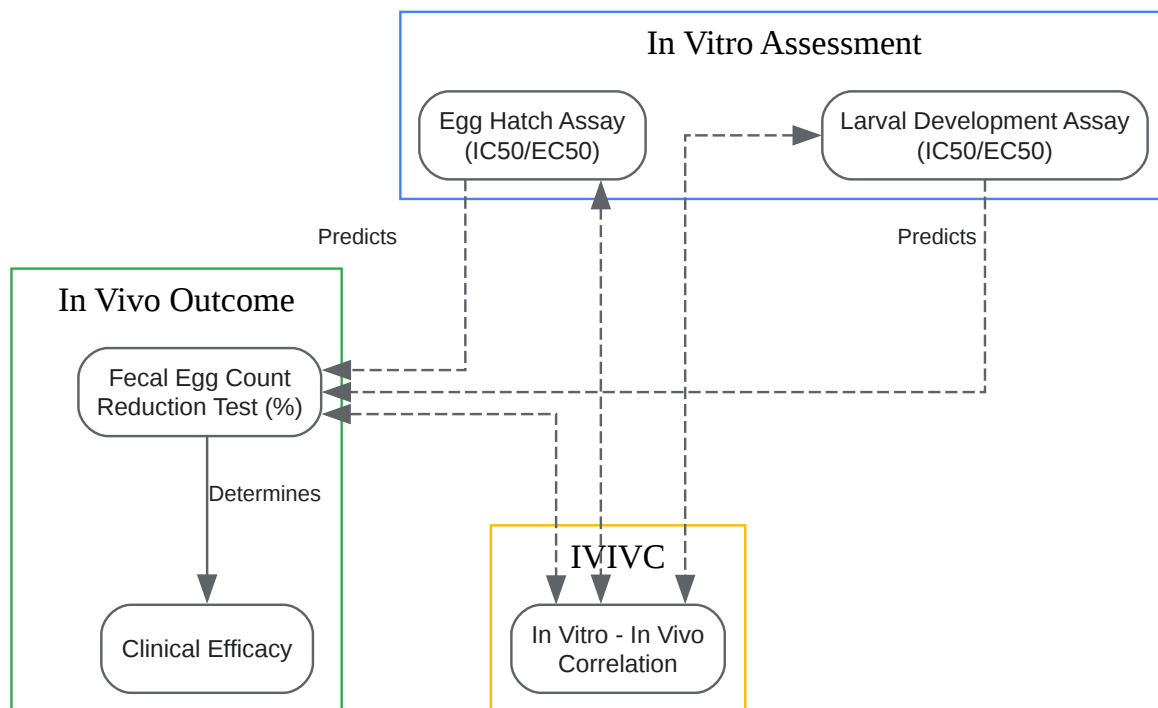 In Vitro Assessment
Egg Hatch Assay
(IC50/EC50)
Larval Development Assay
(IC50/EC50)
Predicts
Predicts
In Vivo Outcome
Fecal Egg Count
Reduction Test (%)
Determines
Clinical Efficacy
IVIVC
In Vitro - In Vivo
Correlation